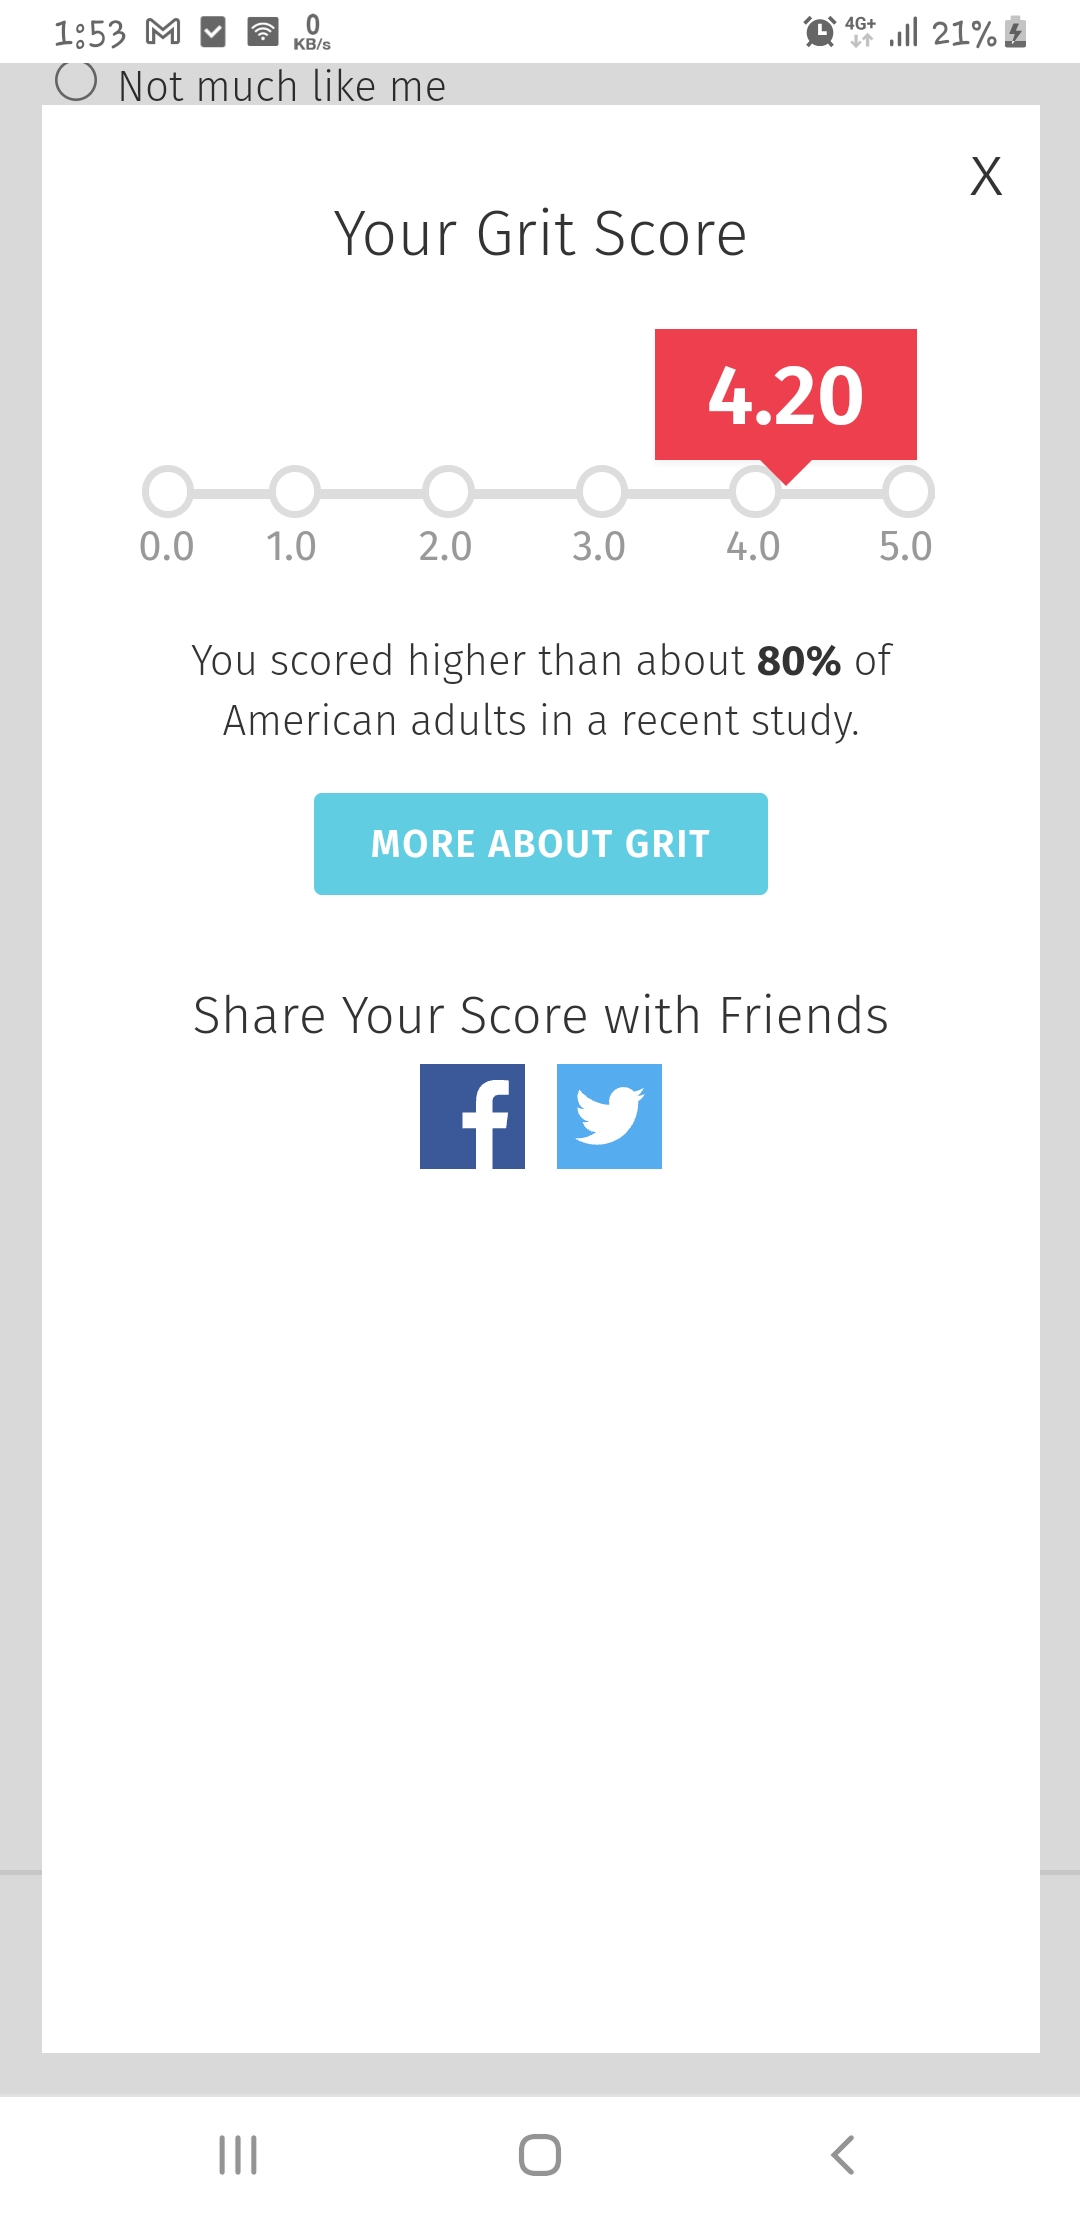 1:53 0 KB/s 4G+ 21%
Not much like me
X
Your Grit Score
4.20
0.0 1.0 2.0 3.0 4.0 5.0
You scored higher than about 80% of
American adults in a recent study.
MORE ABOUT GRIT
Share Your Score with Friends